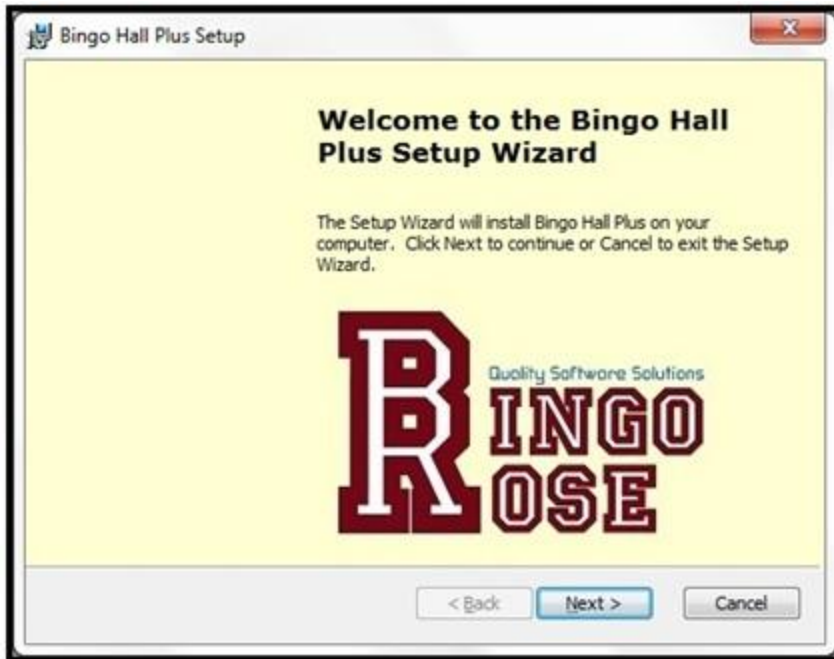 Bingo Hall Plus Setup
Welcome to the Bingo Hall
Plus Setup Wizard
The Setup Wizard will install Bingo Hall Plus on your
computer. Click Next to continue or Cancel to exit the Setup
Wizard.
Quality Software Solutions
BINGO
ROSE
< Back Next > Cancel